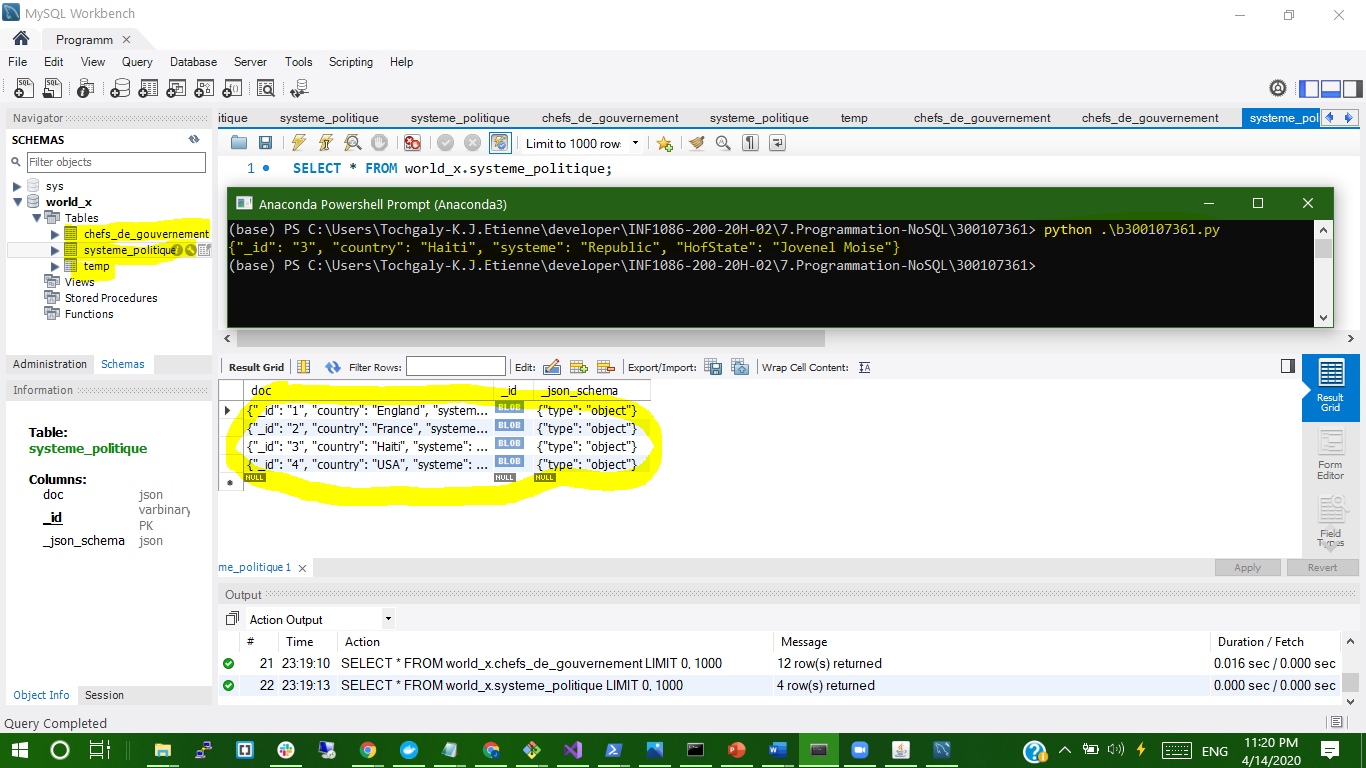 MySQL Workbench
Programm
File Edit View Query Database Server Tools Scripting Help
Navigator
SCHEMAS
Filter objects
sys
world_x
Tables
chefs_de_gouvernement
systeme_politique
temp
Views
Stored Procedures
Functions
Administration Schemas
Information
Table:
systeme_politique
Columns:
doc json
_id varbinary
PK
_json_schema json
Object Info Session
itique systeme_politique systeme_politique chefs_de_gouvernement systeme_politique temp chefs_de_gouvernement chefs_de_gouvernement systeme_pol
Limit to 1000 rows
1 SELECT * FROM world_x.systeme_politique;
Anaconda Powershell Prompt (Anaconda3)
(base) PS C:\Users\Tochgaly-K.J.Etienne\developer\INF1086-200-20H-02\7.Programmation-NoSQL\300107361> python .\b300107361.py
{"_id": "3", "country": "Haiti", "systeme": "Republic", "HofState": "Jovenel Moise"}
(base) PS C:\Users\Tochgaly-K.J.Etienne\developer\INF1086-200-20H-02\7.Programmation-NoSQL\300107361>
Result Grid Filter Rows: Edit: Export/Import: Wrap Cell Content:
doc _id _json_schema
{"_id": "1", "country": "England", "system... BLOB {"type": "object"}
{"_id": "2", "country": "France", "systeme... BLOB {"type": "object"}
{"_id": "3", "country": "Haiti", "systeme": ... BLOB {"type": "object"}
{"_id": "4", "country": "USA", "systeme": ... BLOB {"type": "object"}
NULL NULL NULL
Result
Grid
Form
Editor
Field
Types
me_politique 1
Apply Revert
Output
Action Output
# Time Action Message Duration / Fetch
21 23:19:10 SELECT * FROM world_x.chefs_de_gouvernement LIMIT 0, 1000 12 row(s) returned 0.016 sec / 0.000 sec
22 23:19:13 SELECT * FROM world_x.systeme_politique LIMIT 0, 1000 4 row(s) returned 0.000 sec / 0.000 sec
Query Completed
ENG
11:20 PM
4/14/2020